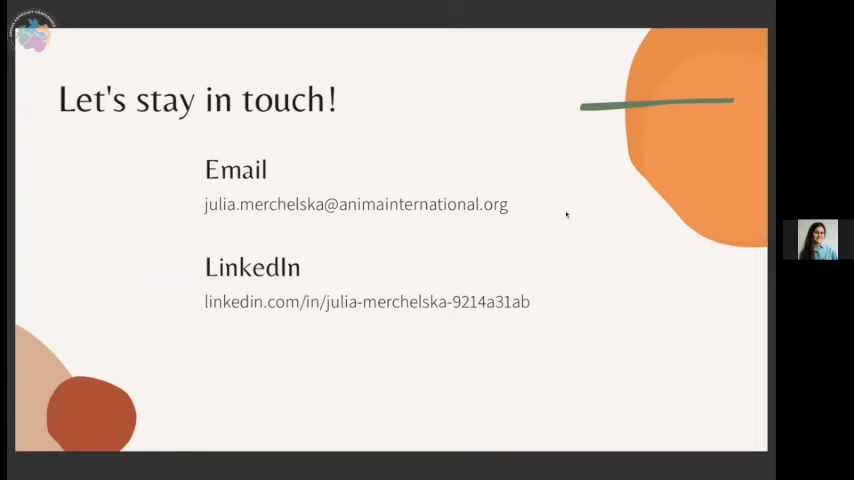 Let's stay in touch!
Email
julia.merchelska@animainternational.org
LinkedIn
linkedin.com/in/julia-merchelska-9214a31ab